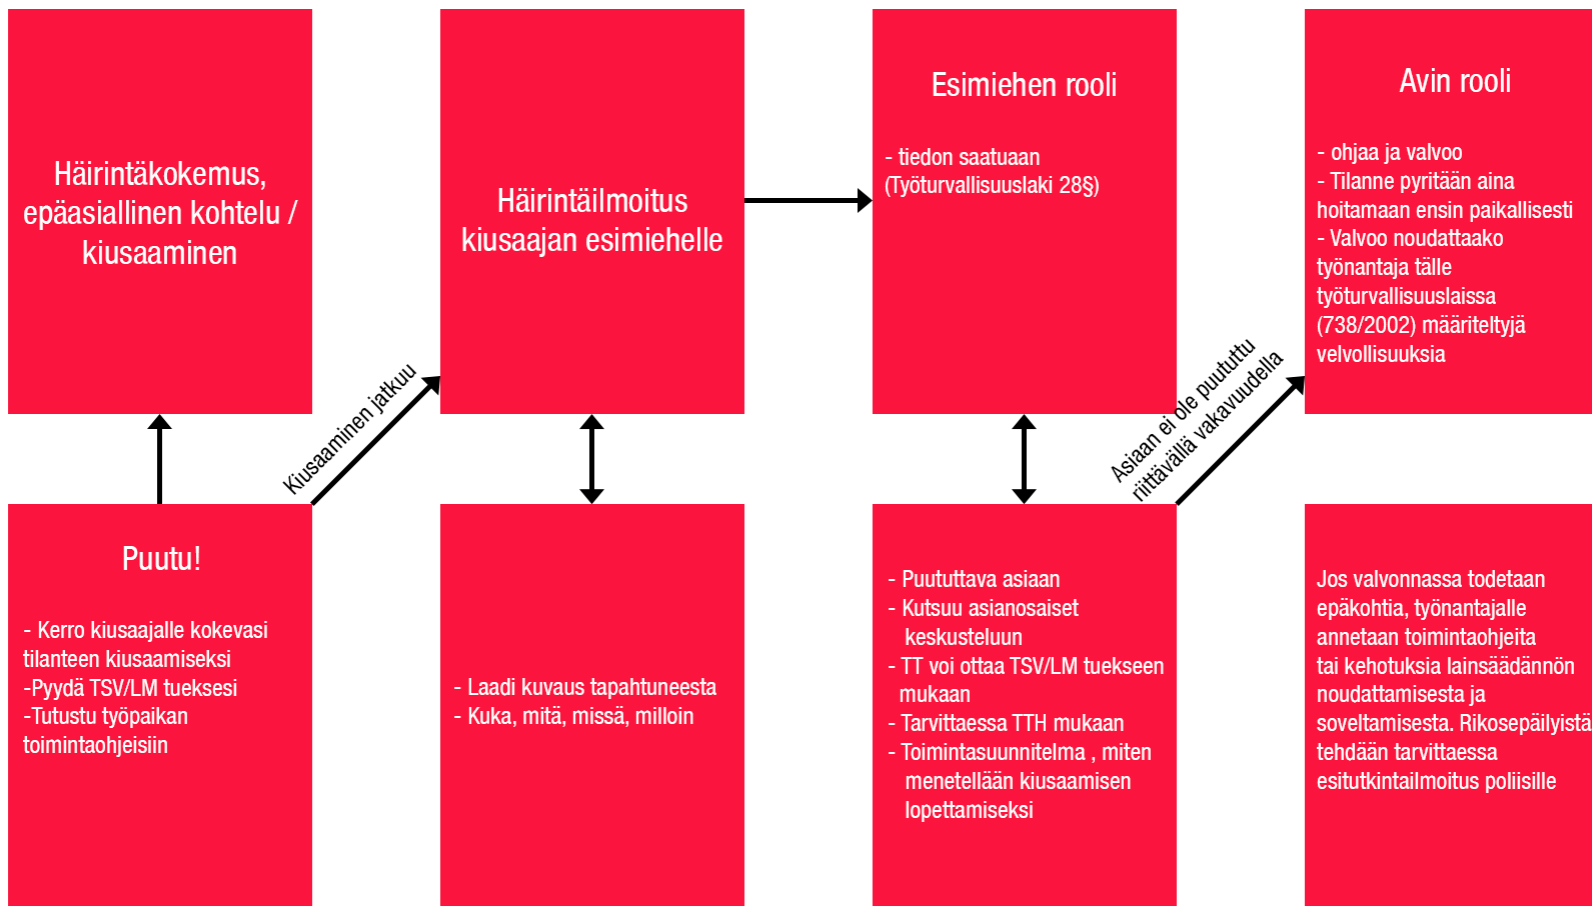 Häirintäkokemus,
epäasiallinen kohtelu /
kiusaaminen
Häirintäilmoitus
kiusaajan esimiehelle
Esimiehen rooli
- tiedon saatuaan
(Työturvallisuuslaki 28§)
Avin rooli
- ohjaa ja valvoo
- Tilanne pyritään aina
hoitamaan ensin paikallisesti
- Valvoo noudattaako
työnantaja tälle
työturvallisuuslaissa
(738/2002) määriteltyjä
velvollisuuksia
Kiusaaminen jatkuu
Asiaan ei ole puututtu
riittävällä vakavuudella
Puutu!
- Kerro kiusaajalle kokevasi
tilanteen kiusaamiseksi
-Pyydä TSV/LM tueksesi
-Tutustu työpaikan
toimintaohjeisiin
- Laadi kuvaus tapahtuneesta
- Kuka, mitä, missä, milloin
- Puututtava asiaan
- Kutsuu asianosaiset
keskusteluun
- TT voi ottaa TSV/LM tuekseen
mukaan
- Tarvittaessa TTH mukaan
- Toimintasuunnitelma , miten
menetellään kiusaamisen
lopettamiseksi
Jos valvonnassa todetaan
epäkohtia, työnantajalle
annetaan toimintaohjeita
tai kehotuksia lainsäädännön
noudattamisesta ja
soveltamisesta. Rikosepäilyistä
tehdään tarvittaessa
esitutkintailmoitus poliisille